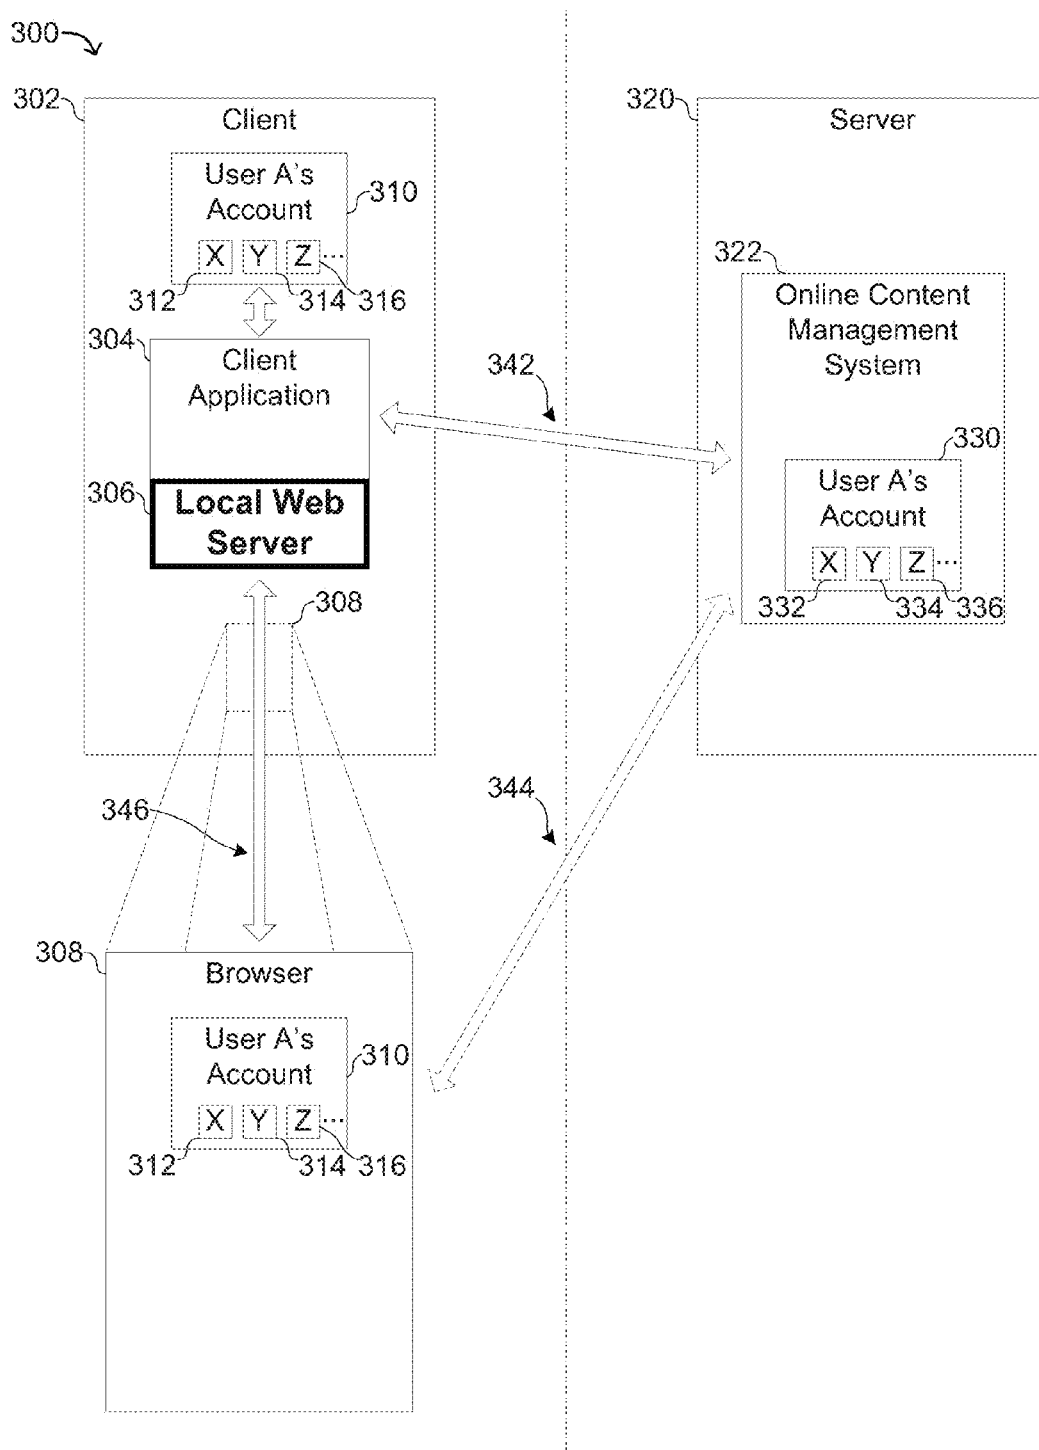 300
302
Client
User A's
Account
310
X Y Z ...
312
314
316
304
Client
Application
306
Local Web
Server
308
346
308
Browser
User A's
Account
310
X Y Z ...
312
314
316
342
344
320
Server
322
Online Content
Management
System
330
User A's
Account
X Y Z ...
332
334
336